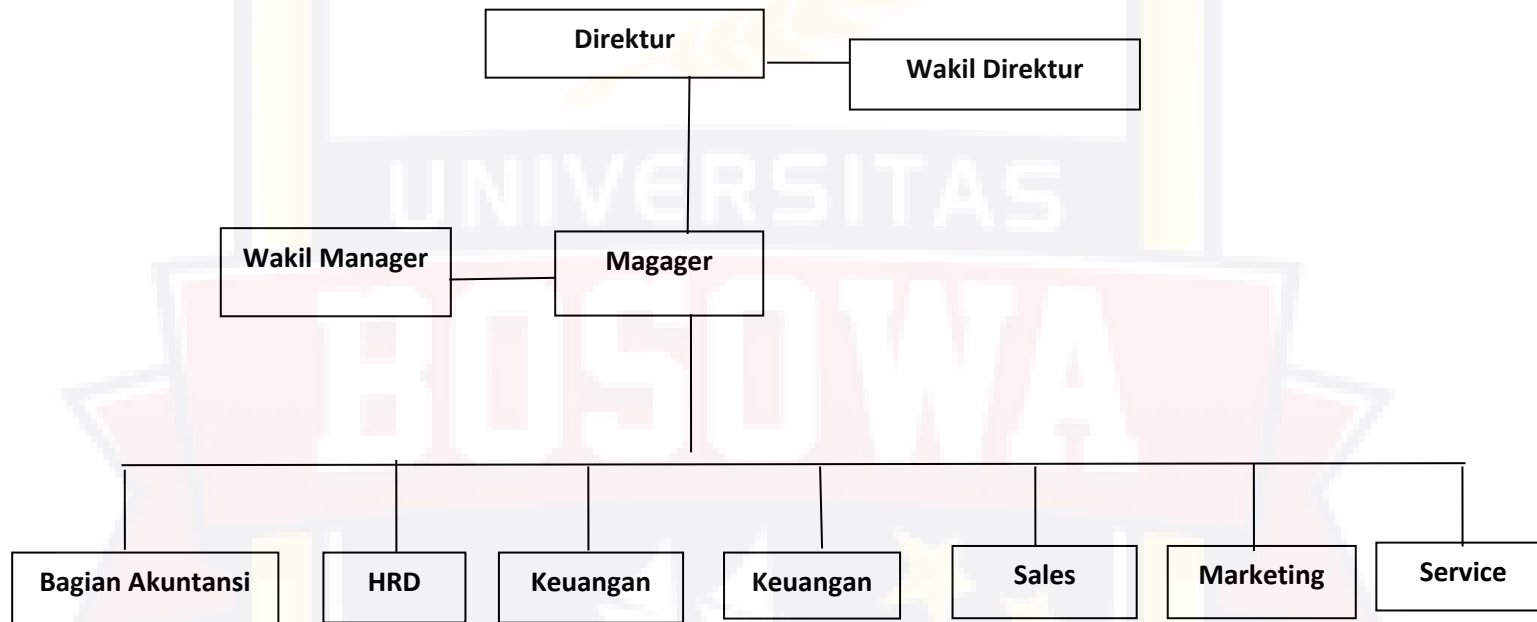 Direktur
Wakil Direktur
UNIVERSITAS
Wakil Manager
Magager
BOSOWA
Bagian Akuntansi
HRD
Keuangan
Keuangan
Sales
Marketing
Service